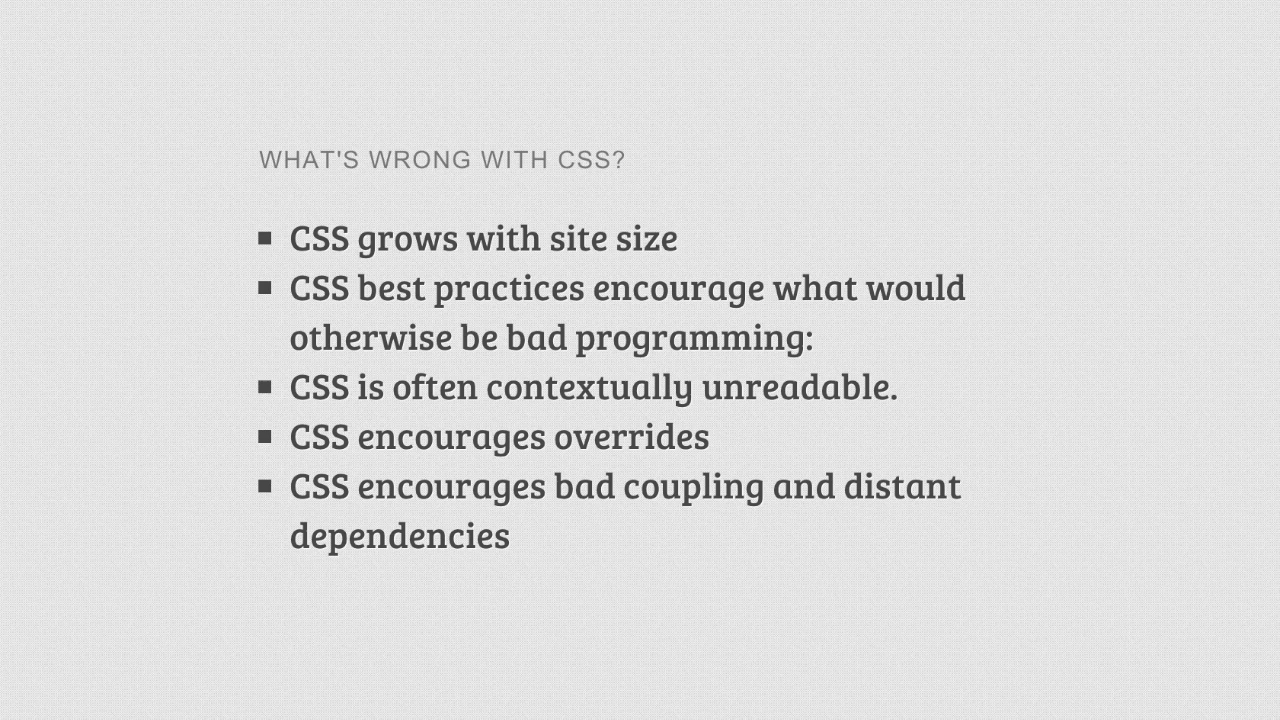 WHAT'S WRONG WITH CSS?
▪ CSS grows with site size
▪ CSS best practices encourage what would
otherwise be bad programming:
▪ CSS is often contextually unreadable.
▪ CSS encourages overrides
▪ CSS encourages bad coupling and distant
dependencies